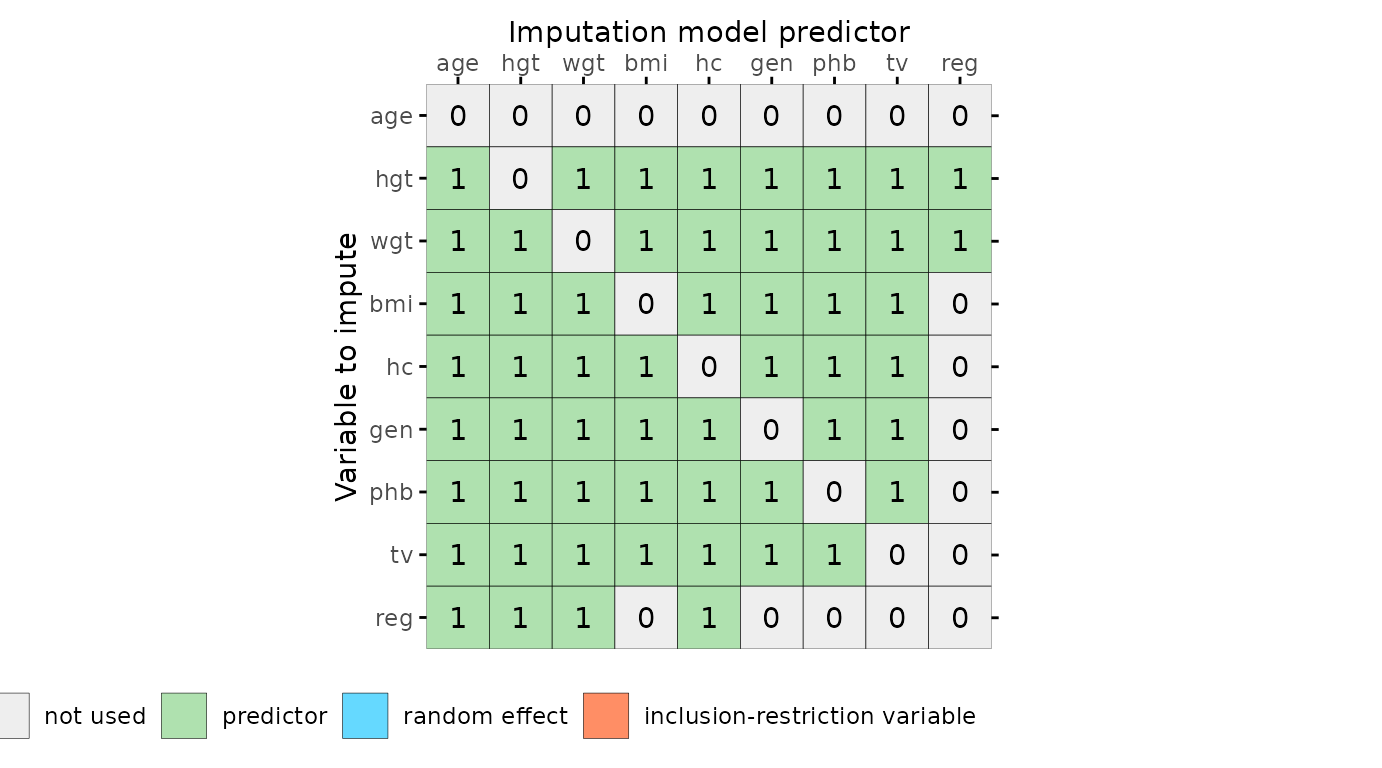 Imputation model predictor
age hgt wgt bmi hc gen phb tv reg
Variable to impute
age 0 0 0 0 0 0 0 0 0
hgt 1 0 1 1 1 1 1 1 1
wgt 1 1 0 1 1 1 1 1 1
bmi 1 1 1 0 1 1 1 1 0
hc 1 1 1 1 0 1 1 1 0
gen 1 1 1 1 1 0 1 1 0
phb 1 1 1 1 1 1 0 1 0
tv 1 1 1 1 1 1 1 0 0
reg 1 1 1 0 1 0 0 0 0
not used predictor random effect inclusion-restriction variable